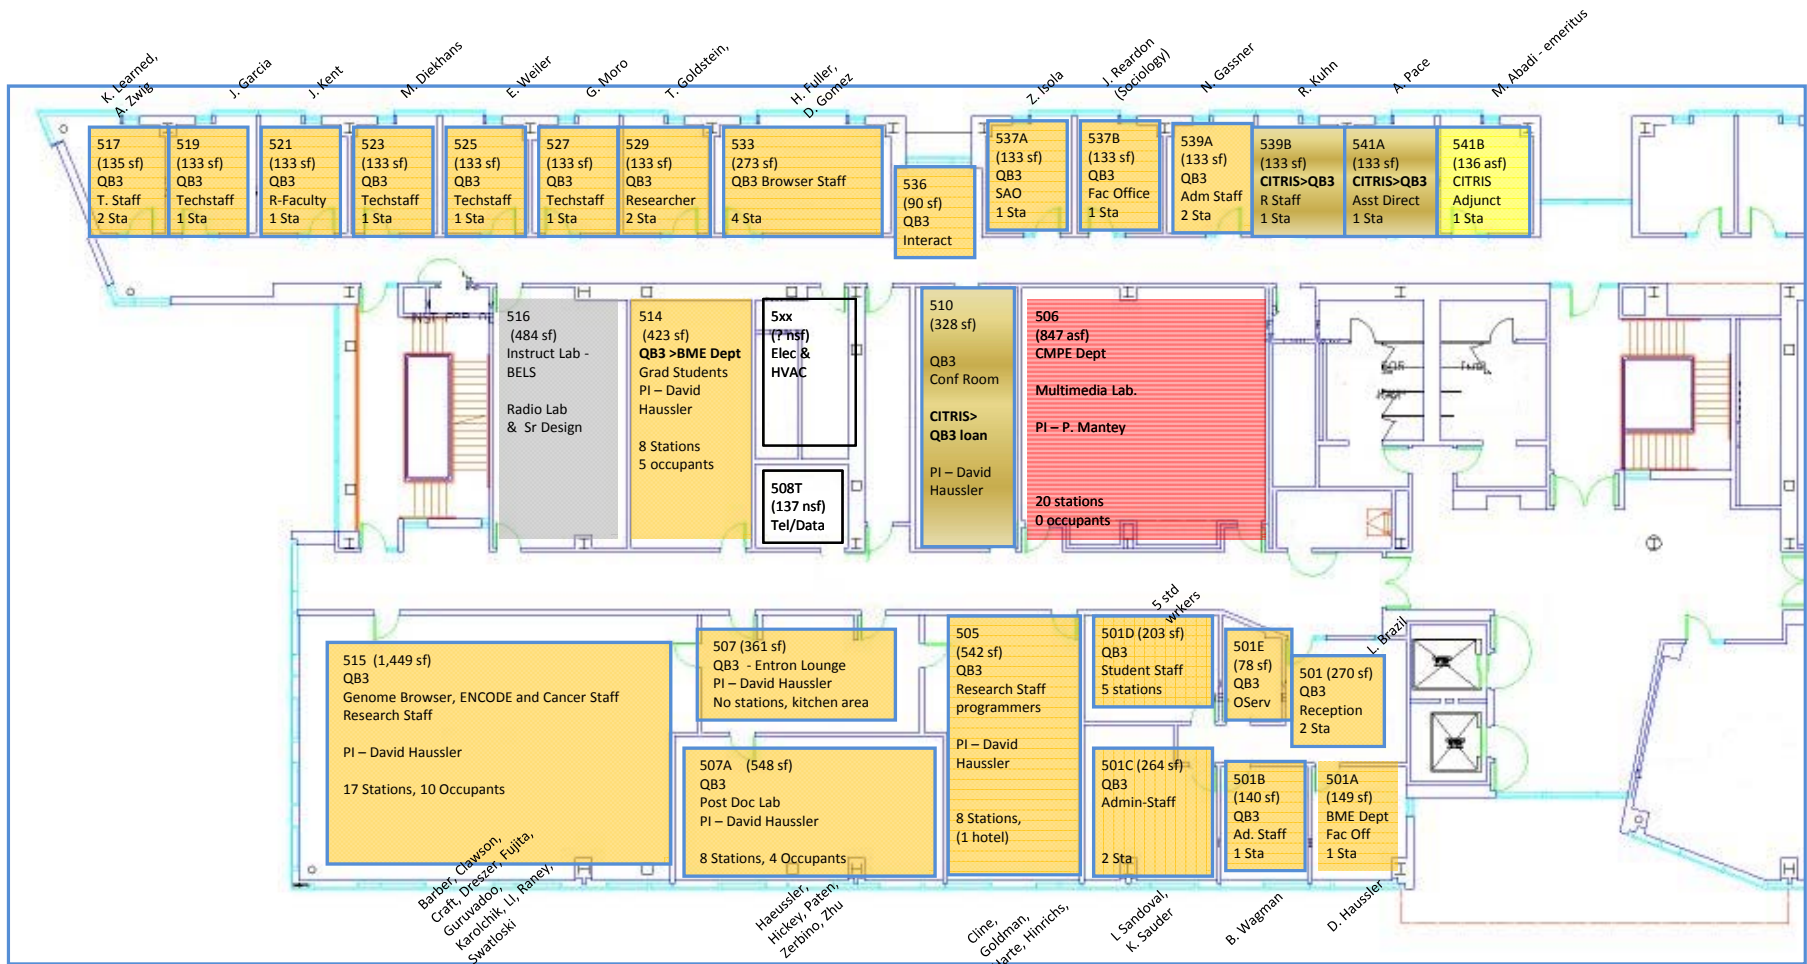 K. Learned,
A. Zwig
J. Garcia
J. Kent
M. Diekhans
E. Weiler
G. Moro
T. Goldstein,
H. Fuller,
D. Gomez
Z. Isola
J. Reardon
(Sociology)
N. Gassner
R. Kuhn
A. Pace
M. Abadi - emeritus
517
(135 sf)
QB3
T. Staff
2 Sta
519
(133 sf)
QB3
Techstaff
1 Sta
521
(133 sf)
QB3
R-Faculty
1 Sta
523
(133 sf)
QB3
Techstaff
1 Sta
525
(133 sf)
QB3
Techstaff
1 Sta
527
(133 sf)
QB3
Techstaff
1 Sta
529
(133 sf)
QB3
Researcher
2 Sta
533
(273 sf)
QB3 Browser Staff
4 Sta
536
(90 sf)
QB3
Interact
537A
(133 sf)
QB3
SAO
1 Sta
537B
(133 sf)
QB3
Fac Office
1 Sta
539A
(133 sf)
QB3
Adm Staff
2 Sta
539B
(133 sf)
CITRIS>QB3
R Staff
1 Sta
541A
(133 sf)
CITRIS>QB3
Asst Direct
1 Sta
541B
(136 asf)
CITRIS
Adjunct
1 Sta
516
(484 sf)
Instruct Lab -
BELS
Radio Lab
& Sr Design
514
(423 sf)
QB3 >BME Dept
Grad Students
PI – David
Haussler
8 Stations
5 occupants
5xx
(? nsf)
Elec &
HVAC
508T
(137 nsf)
Tel/Data
510
(328 sf)
QB3
Conf Room
CITRIS>
QB3 loan
PI – David
Haussler
506
(847 asf)
CMPE Dept
Multimedia Lab.
PI – P. Mantey
20 stations
0 occupants
515 (1,449 sf)
QB3
Genome Browser, ENCODE and Cancer Staff
Research Staff
PI – David Haussler
17 Stations, 10 Occupants
507 (361 sf)
QB3 - Entron Lounge
PI – David Haussler
No stations, kitchen area
507A (548 sf)
QB3
Post Doc Lab
PI – David Haussler
8 Stations, 4 Occupants
505
(542 sf)
QB3
Research Staff
programmers
PI – David
Haussler
8 Stations,
(1 hotel)
5 std
wrkers
501D (203 sf)
QB3
Student Staff
5 stations
501E
(78 sf)
QB3
OServ
L. Brazil
501 (270 sf)
QB3
Reception
2 Sta
501C (264 sf)
QB3
Admin-Staff
2 Sta
501B
(140 sf)
QB3
Ad. Staff
1 Sta
501A
(149 sf)
BME Dept
Fac Off
1 Sta
Barber, Clawson,
Craft, Dreszer, Fujita,
Guruvadoo,
Karolchik, LI, Raney,
Swatloski
Haeussler,
Hickey, Paten,
Zerbino, Zhu
Cline,
Goldman,
Harte, Hinrichs,
L Sandoval,
K. Sauder
B. Wagman
D. Haussler